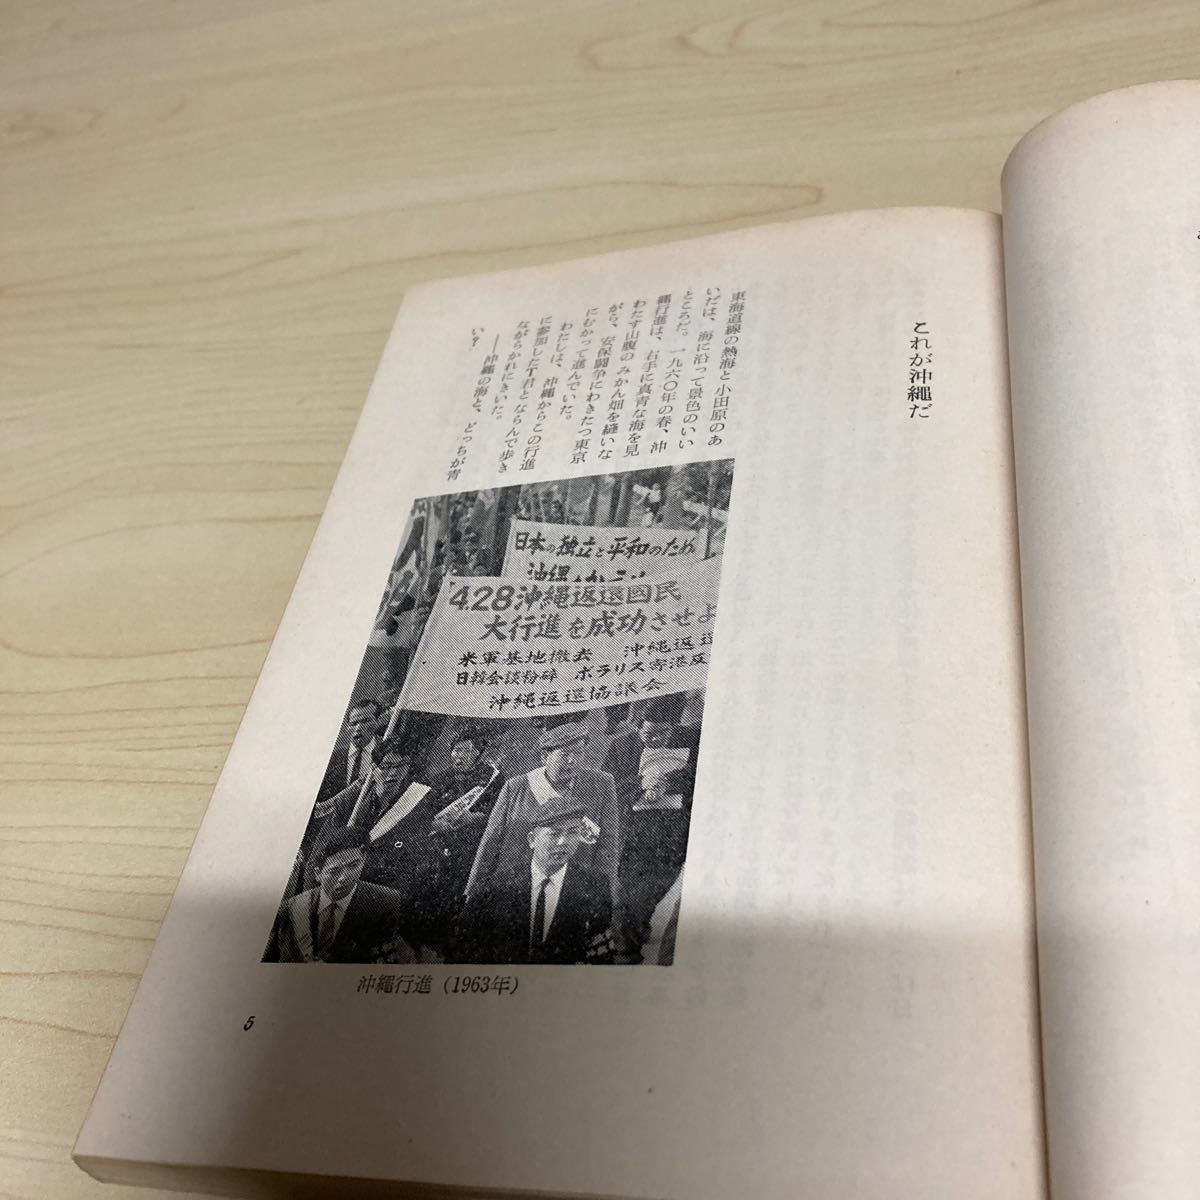 これが沖繩だ
東海道線の熱海と小田原のあ
いだは、海に沿って景色のいい
ところだ。一九六〇年の春、沖
繩行進は、右手に真青な海を見
わたす山腹のみかん畑を縫いな
がら、安保闘争にわきたつ東京
にむかって進んでいた。
わたしは、沖繩からこの行進
に参加したT君とならんで歩き
ながらかれにきいた。
――沖繩の海と、どっちが青
い？
日本の独立と平和のため
沖縄
4.28沖縄返還国民
大行進を成功させよ
米軍基地撤去 沖縄返還
日韓会談粉砕 ポラリス寄港反
沖縄返還協議会
沖繩行進（1963年）
5